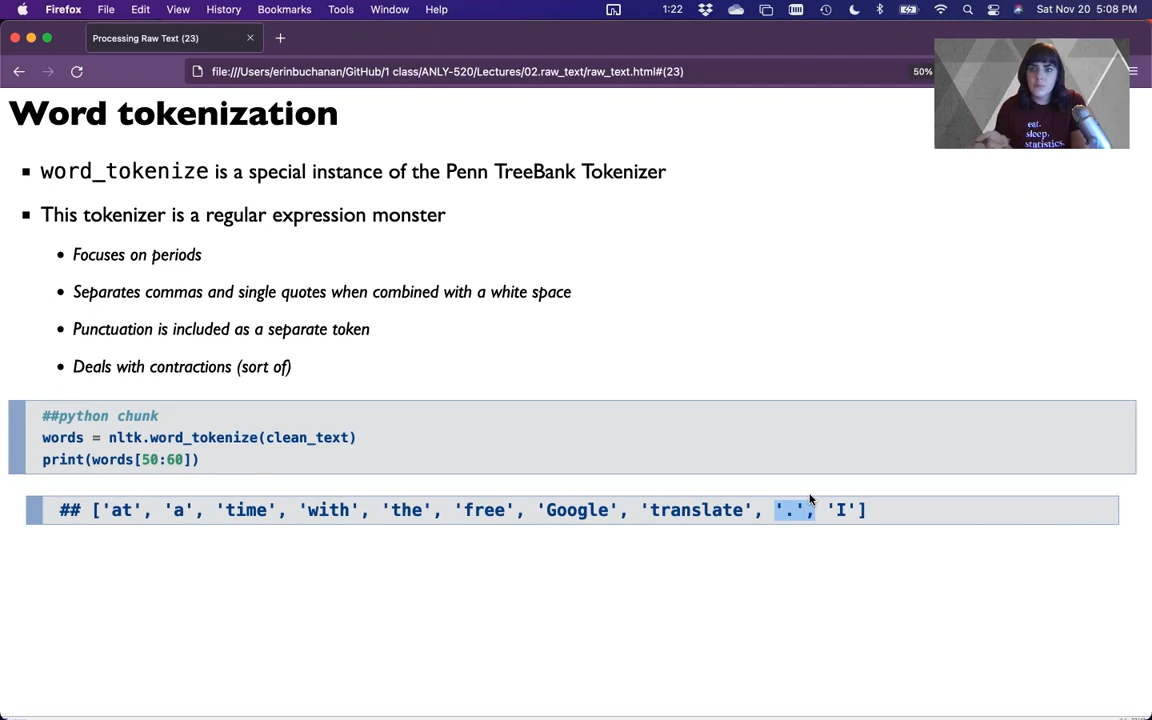 Firefox File Edit View History Bookmarks Tools Window Help 1:22 Sat Nov 20 5:08 PM
Processing Raw Text (23)
file:///Users/erinbuchanan/GitHub/1 class/ANLY-520/Lectures/02.raw_text/raw_text.html#(23) 50%
Word tokenization
eat.
sleep.
statistics.
word_tokenize is a special instance of the Penn TreeBank Tokenizer
This tokenizer is a regular expression monster
Focuses on periods
Separates commas and single quotes when combined with a white space
Punctuation is included as a separate token
Deals with contractions (sort of)
##python chunk
words = nltk.word_tokenize(clean_text)
print(words[50:60])
## ['at', 'a', 'time', 'with', 'the', 'free', 'Google', 'translate', '.', 'I']